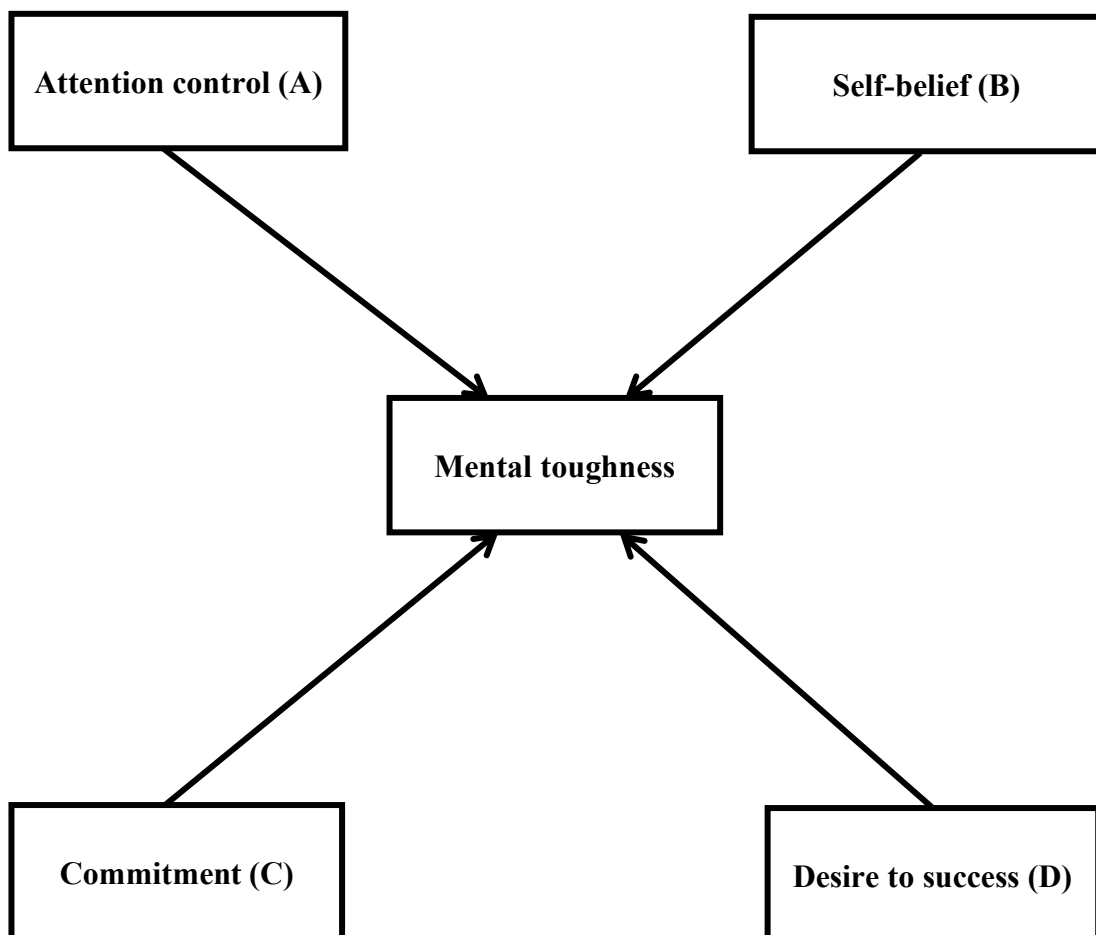 Attention control (A)
Self-belief (B)
Mental toughness
Commitment (C)
Desire to success (D)